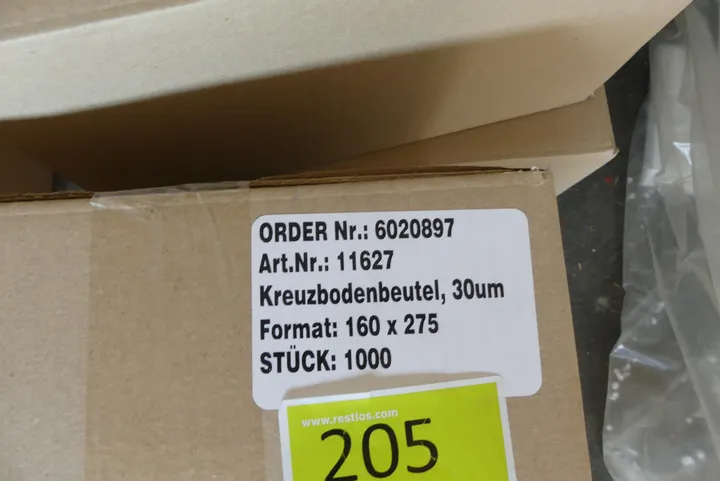 ORDER Nr.: 6020897
Art.Nr.: 11627
Kreuzbodenbeutel, 30um
Format: 160 x 275
STÜCK: 1000
www.restlos.com
205